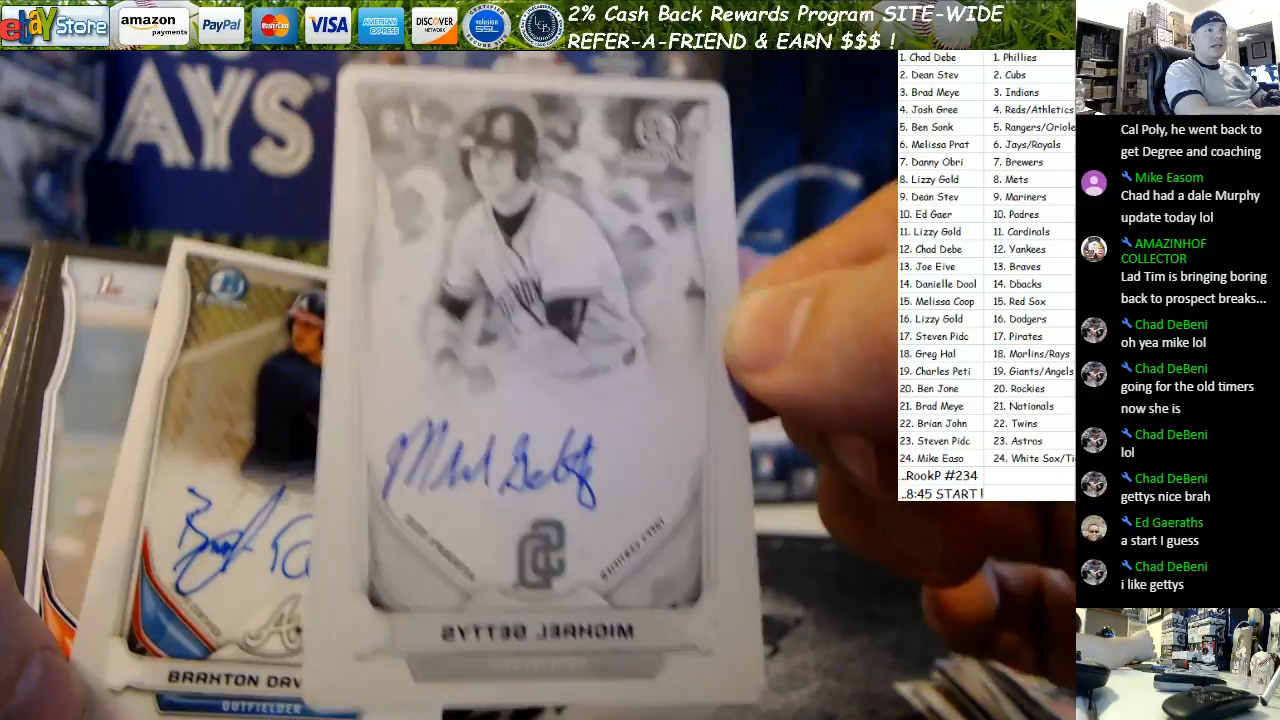 ebay Store
amazon payments
PayPal
MasterCard
VISA
AMERICAN EXPRESS
DISCOVER NETWORK
volusion SSL
2% Cash Back Rewards Program SITE-WIDE
REFER-A-FRIEND & EARN $$$ !
1. Chad Debe 1. Phillies
2. Dean Stev 2. Cubs
3. Brad Meye 3. Indians
4. Josh Gree 4. Reds/Athletics
5. Ben Sonk 5. Rangers/Oriole
6. Melissa Prat 6. Jays/Royals
7. Danny Obri 7. Brewers
8. Lizzy Gold 8. Mets
9. Dean Stev 9. Mariners
10. Ed Gaer 10. Padres
11. Lizzy Gold 11. Cardinals
12. Chad Debe 12. Yankees
13. Joe Eive 13. Braves
14. Danielle Dool 14. Dbacks
15. Melissa Coop 15. Red Sox
16. Lizzy Gold 16. Dodgers
17. Steven Pidc 17. Pirates
18. Greg Hal 18. Marlins/Rays
19. Charles Peti 19. Giants/Angels
20. Ben Jone 20. Rockies
21. Brad Meye 21. Nationals
22. Brian John 22. Twins
23. Steven Pidc 23. Astros
24. Mike Easo 24. White Sox/Ti
..RookP #234
..8:45 START!
Cal Poly, he went back to
get Degree and coaching
Mike Easom
Chad had a dale Murphy
update today lol
AMAZINHOF
COLLECTOR
Lad Tim is bringing boring
back to prospect breaks...
Chad DeBeni
oh yea mike lol
Chad DeBeni
going for the old timers
now she is
Chad DeBeni
lol
Chad DeBeni
gettys nice brah
Ed Gaeraths
a start I guess
Chad DeBeni
i like gettys
AYS
MICHAEL GETTYS
BRAXTON DAV
OUTFIELDER